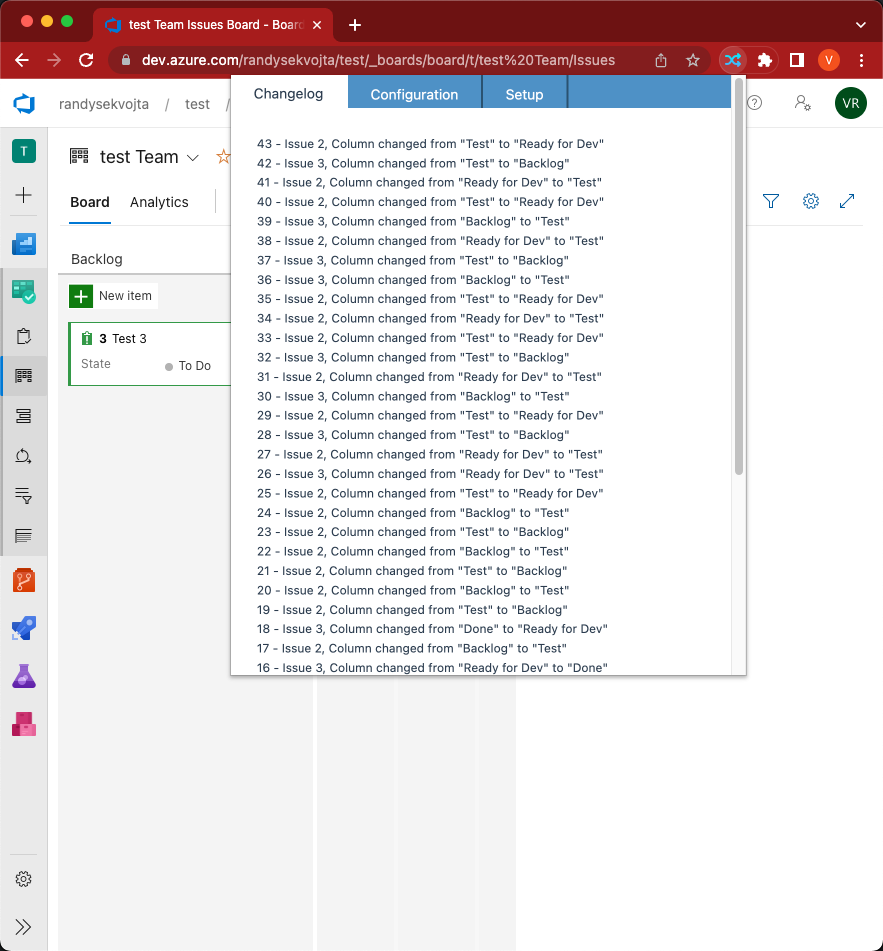 test Team Issues Board - Boar
dev.azure.com/randysekvojta/test/_boards/board/t/test%20Team/Issues
V
randysekvojta / test /
VR
Changelog
Configuration
Setup
T
test Team
Board
Analytics
Backlog
New item
3 Test 3
State
To Do
43 - Issue 2, Column changed from "Test" to "Ready for Dev"
42 - Issue 3, Column changed from "Test" to "Backlog"
41 - Issue 2, Column changed from "Ready for Dev" to "Test"
40 - Issue 2, Column changed from "Test" to "Ready for Dev"
39 - Issue 3, Column changed from "Backlog" to "Test"
38 - Issue 2, Column changed from "Ready for Dev" to "Test"
37 - Issue 3, Column changed from "Test" to "Backlog"
36 - Issue 3, Column changed from "Backlog" to "Test"
35 - Issue 2, Column changed from "Test" to "Ready for Dev"
34 - Issue 2, Column changed from "Ready for Dev" to "Test"
33 - Issue 2, Column changed from "Test" to "Ready for Dev"
32 - Issue 3, Column changed from "Test" to "Backlog"
31 - Issue 2, Column changed from "Ready for Dev" to "Test"
30 - Issue 3, Column changed from "Backlog" to "Test"
29 - Issue 2, Column changed from "Test" to "Ready for Dev"
28 - Issue 3, Column changed from "Test" to "Backlog"
27 - Issue 2, Column changed from "Ready for Dev" to "Test"
26 - Issue 3, Column changed from "Ready for Dev" to "Test"
25 - Issue 2, Column changed from "Test" to "Ready for Dev"
24 - Issue 2, Column changed from "Backlog" to "Test"
23 - Issue 2, Column changed from "Test" to "Backlog"
22 - Issue 2, Column changed from "Backlog" to "Test"
21 - Issue 2, Column changed from "Test" to "Backlog"
20 - Issue 2, Column changed from "Backlog" to "Test"
19 - Issue 2, Column changed from "Test" to "Backlog"
18 - Issue 3, Column changed from "Done" to "Ready for Dev"
17 - Issue 2, Column changed from "Backlog" to "Test"
16 - Issue 3, Column changed from "Ready for Dev" to "Done"